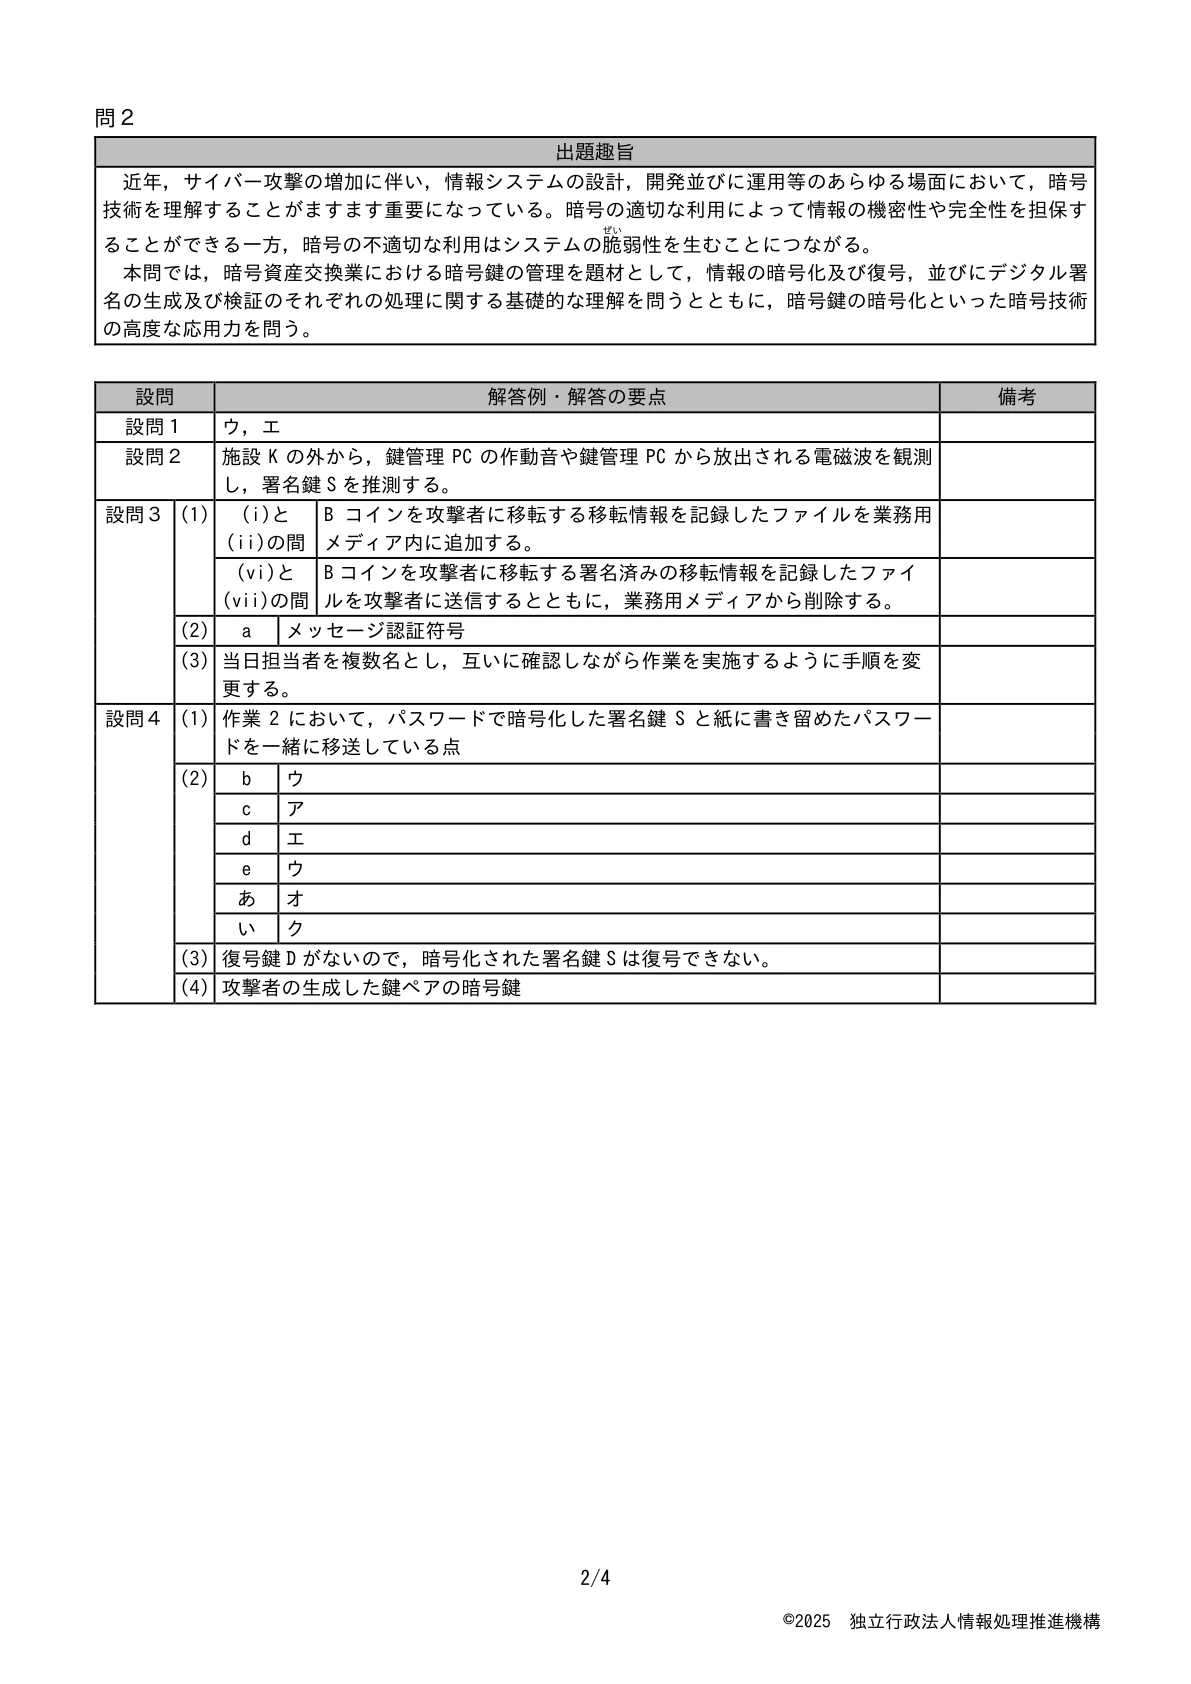 問２
出題趣旨
　近年，サイバー攻撃の増加に伴い，情報システムの設計，開発並びに運用等のあらゆる場面において，暗号
技術を理解することがますます重要になっている。暗号の適切な利用によって情報の機密性や完全性を担保す
ぜい
ることができる一方，暗号の不適切な利用はシステムの脆弱性を生むことにつながる。
　本問では，暗号資産交換業における暗号鍵の管理を題材として，情報の暗号化及び復号，並びにデジタル署
名の生成及び検証のそれぞれの処理に関する基礎的な理解を問うとともに，暗号鍵の暗号化といった暗号技術
の高度な応用力を問う。
設問 解答例・解答の要点 備考
設問１ ウ，エ
設問２ 施設 K の外から，鍵管理 PC の作動音や鍵管理 PC から放出される電磁波を観測
し，署名鍵 S を推測する。
設問３ (1) (i)と B コインを攻撃者に移転する移転情報を記録したファイルを業務用
(ii)の間 メディア内に追加する。
(vi)と B コインを攻撃者に移転する署名済みの移転情報を記録したファイ
(vii)の間 ルを攻撃者に送信するとともに，業務用メディアから削除する。
(2) a メッセージ認証符号
(3) 当日担当者を複数名とし，互いに確認しながら作業を実施するように手順を変
更する。
設問４ (1) 作業 2 において，パスワードで暗号化した署名鍵 S と紙に書き留めたパスワー
ドを一緒に移送している点
(2) b ウ
c ア
d エ
e ウ
あ オ
い ク
(3) 復号鍵 D がないので，暗号化された署名鍵 S は復号できない。
(4) 攻撃者の生成した鍵ペアの暗号鍵
2/4
©2025　独立行政法人情報処理推進機構